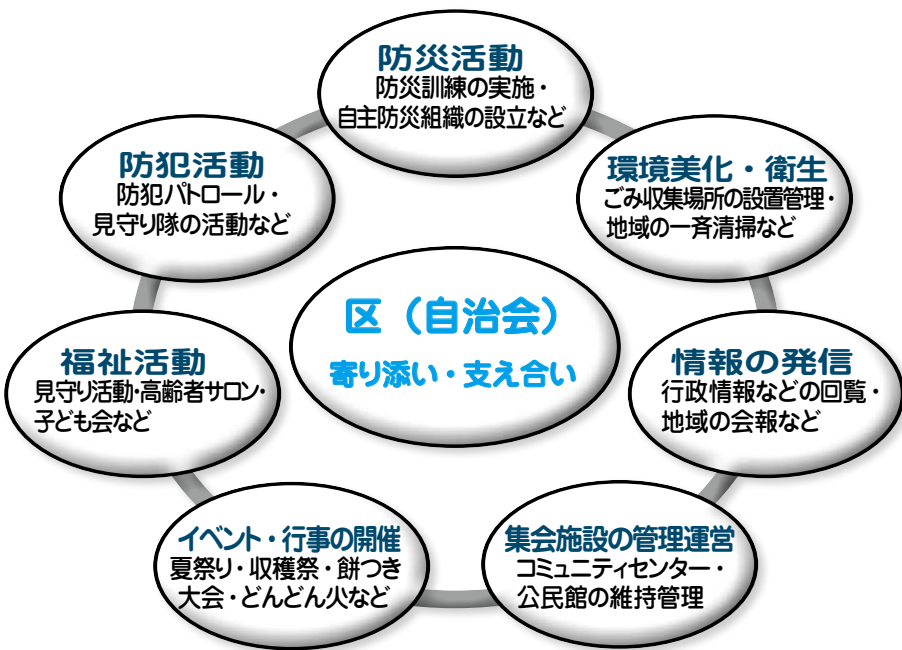 防災活動
防災訓練の実施・
自主防災組織の設立など
防犯活動
防犯パトロール・
見守り隊の活動など
環境美化・衛生
ごみ収集場所の設置管理・
地域の一斉清掃など
区（自治会）
寄り添い・支え合い
福祉活動
見守り活動・高齢者サロン・
子ども会など
情報の発信
行政情報などの回覧・
地域の会報など
イベント・行事の開催
夏祭り・収穫祭・餅つき
大会・どんどん火など
集会施設の管理運営
コミュニティセンター・
公民館の維持管理